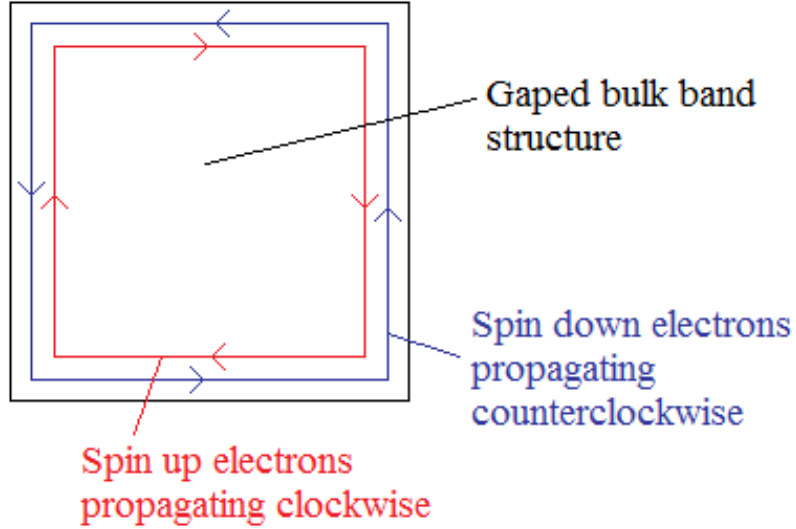 Gaped bulk band
structure
Spin down electrons
propagating
counterclockwise
Spin up electrons
propagating clockwise